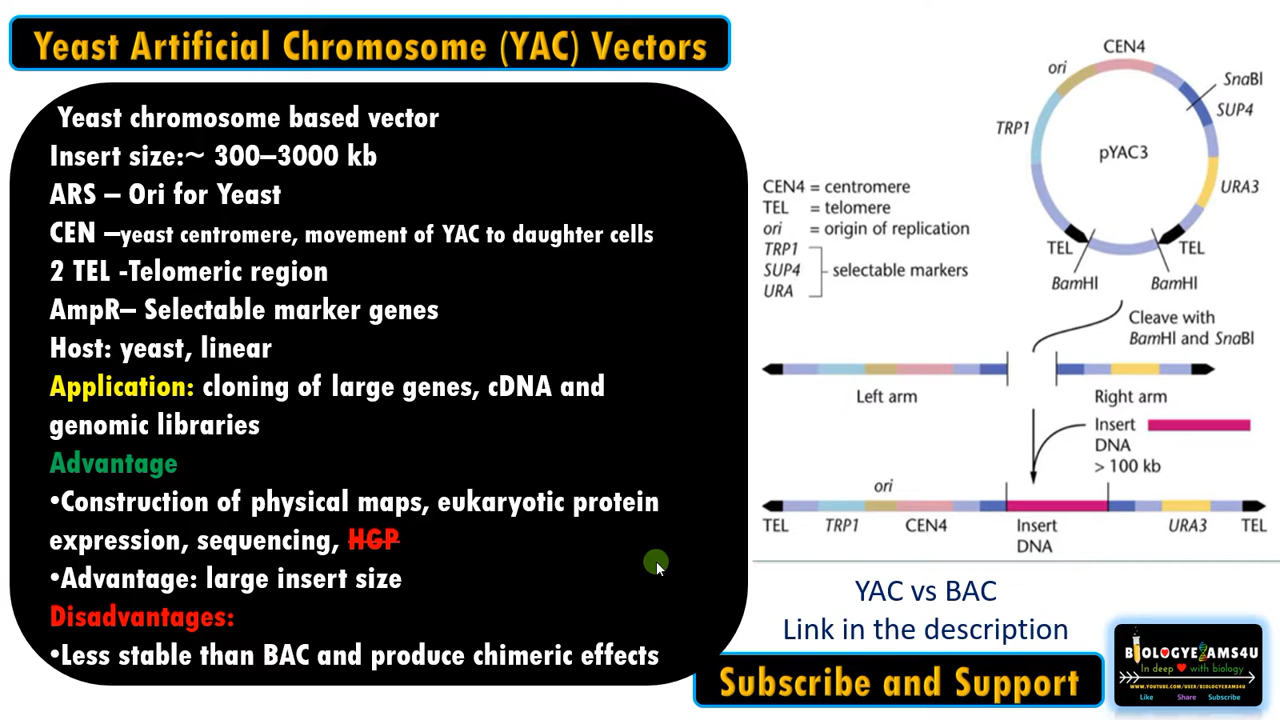 Yeast Artificial Chromosome (YAC) Vectors
Yeast chromosome based vector
Insert size:~ 300–3000 kb
ARS – Ori for Yeast
CEN –yeast centromere, movement of YAC to daughter cells
2 TEL -Telomeric region
AmpR– Selectable marker genes
Host: yeast, linear
Application: cloning of large genes, cDNA and
genomic libraries
Advantage
•Construction of physical maps, eukaryotic protein
expression, sequencing, HGP
•Advantage: large insert size
Disadvantages:
•Less stable than BAC and produce chimeric effects
CEN4
ori
SnaBI
SUP4
TRP1
pYAC3
URA3
TEL
TEL
BamHI
BamHI
CEN4 = centromere
TEL = telomere
ori = origin of replication
TRP1
SUP4 selectable markers
URA
Cleave with
BamHI and SnaBI
Left arm
Right arm
Insert
DNA
> 100 kb
ori
TEL TRP1 CEN4 Insert URA3 TEL
DNA
YAC vs BAC
Link in the description
Subscribe and Support
BIOLOGYEXAMS4U
In deep with biology
WWW.YOUTUBE.COM/USER/BIOLOGYEXAMS4U
Like Share Subscribe